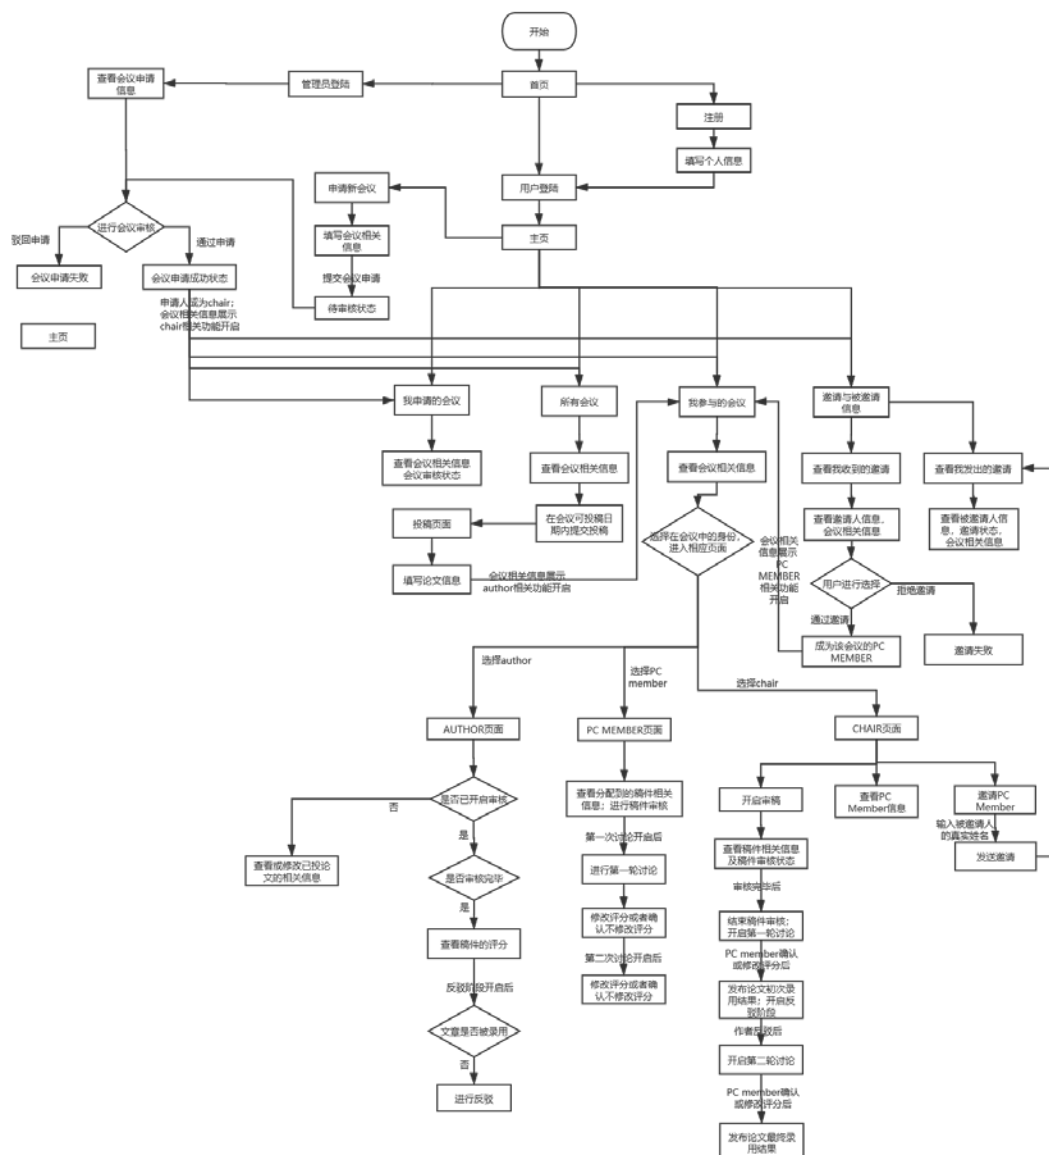 开始
查看会议申请
信息
管理员登陆
首页
注册
填写个人信息
申请新会议
用户登陆
进行会议审核
驳回申请
通过申请
填写会议相关
信息
主页
会议申请失败
会议申请成功状态
提交会议申请
待审核状态
申请人成为chair;
会议相关信息展示
chair相关功能开启
主页
我申请的会议
所有会议
我参与的会议
邀请与被邀请
信息
查看会议相关信息
会议审核状态
查看会议相关信息
查看会议相关信息
查看我收到的邀请
查看我发出的邀请
投稿页面
在会议可投稿日
期内提交投稿
选择在会议中的身份，
进入相应页面
会议相关
信息展示
PC
MEMBER
相关功能
开启
查看邀请人信息，
会议相关信息
查看被邀请人信
息，邀请状态，
会议相关信息
填写论文信息
会议相关信息展示
author相关功能开启
用户进行选择
拒绝邀请
通过邀请
成为该会议的PC
MEMBER
邀请失败
选择author
选择PC
member
选择chair
AUTHOR页面
PC MEMBER页面
CHAIR页面
是否已开启审核
否
是
查看或修改已投论
文的相关信息
是否审核完毕
是
查看稿件的评分
反驳阶段开启后
文章是否被录用
否
进行反驳
查看分配到的稿件相关
信息；进行稿件审核
第一次讨论开启后
进行第一轮讨论
修改评分或者确
认不修改评分
第二次讨论开启后
修改评分或者确
认不修改评分
开启审稿
查看PC
Member信息
邀请PC
Member
输入被邀请人
的真实姓名
发送邀请
查看稿件相关信息
及稿件审核状态
审核完毕后
结束稿件审核；
开启第一轮讨论
PC member确认
或修改评分后
发布论文初次录
用结果；开启反
驳阶段
作者反驳后
开启第二轮讨论
PC member确认
或修改评分后
发布论文最终录
用结果